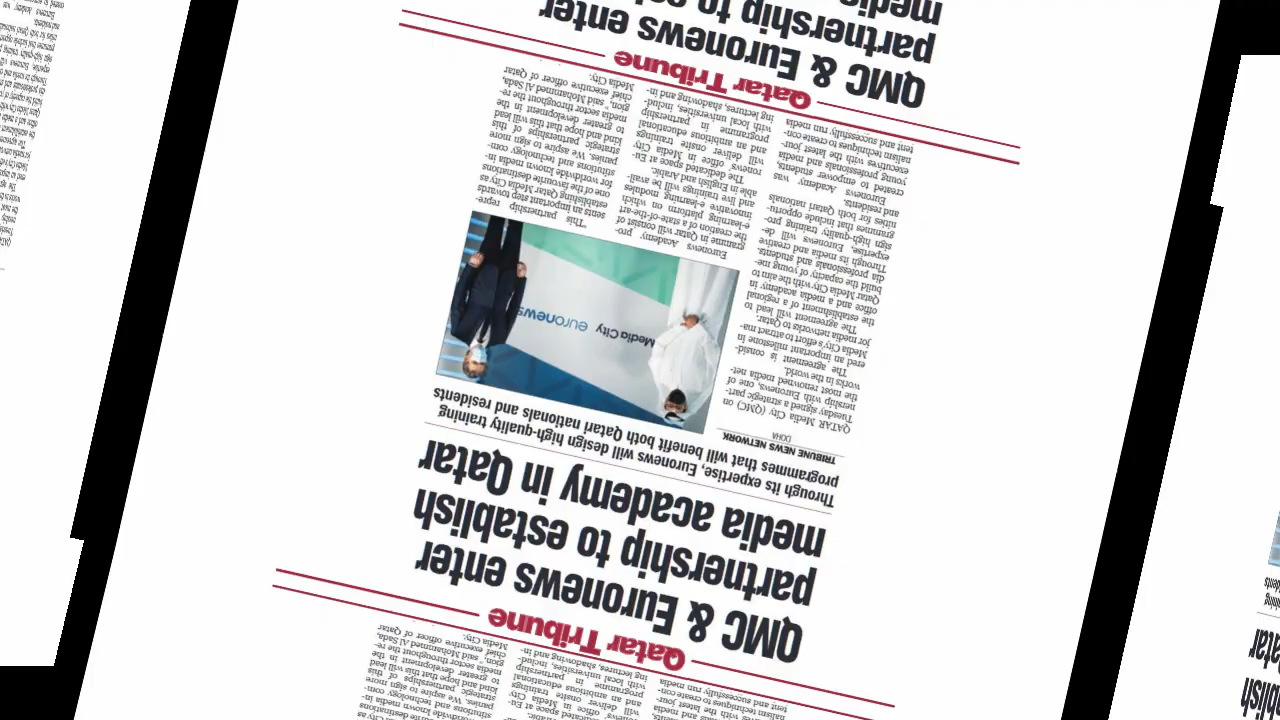 Qatar Tribune
QMC & Euronews enter
partnership to establish
media academy in Qatar
Through its expertise, Euronews will design high-quality training
programmes that will benefit both Qatari nationals and residents
TRIBUNE NEWS NETWORK
DOHA
QATAR Media City (QMC) on
Tuesday signed a strategic part-
nership with Euronews, one of
the most renowned media net-
works in the world.
The agreement is consid-
ered an important milestone in
Media City's effort to attract ma-
jor media networks to Qatar.
The agreement will lead to
the establishment of a regional
office and a media academy in
Qatar Media City with the aim to
build the capacity of young me-
dia professionals and students.
Through its media and creative
expertise, Euronews will de-
sign high-quality training pro-
grammes that include opportu-
nities for both Qatari nationals
and residents.
Euronews Academy was
created to empower students,
young professionals and media
executives with the latest jour-
nalism techniques to create con-
tent and successfully run media
Media City
euronews
Euronews Academy pro-
gramme in Qatar will consist of
the creation of a state-of-the-art
e-learning platform on which
innovative e-learning modules
and live trainings will be avail-
able in English and Arabic.
The dedicated space at Eu-
ronews' office in Media City
will deliver onsite trainings
and an ambitious educational
programme in partnership
with local universities, includ-
ing lectures, shadowing and in-
"This partnership repre-
sents an important step towards
establishing Qatar Media City as
one of the favourite destinations
for worldwide known media in-
stitutions and technology com-
panies. We aspire to sign more
strategic partnerships of this
kind and hope that this will lead
to greater development in the
media sector throughout the re-
gion," said Mohammed Al Sada,
chief executive officer of Qatar
Media City.